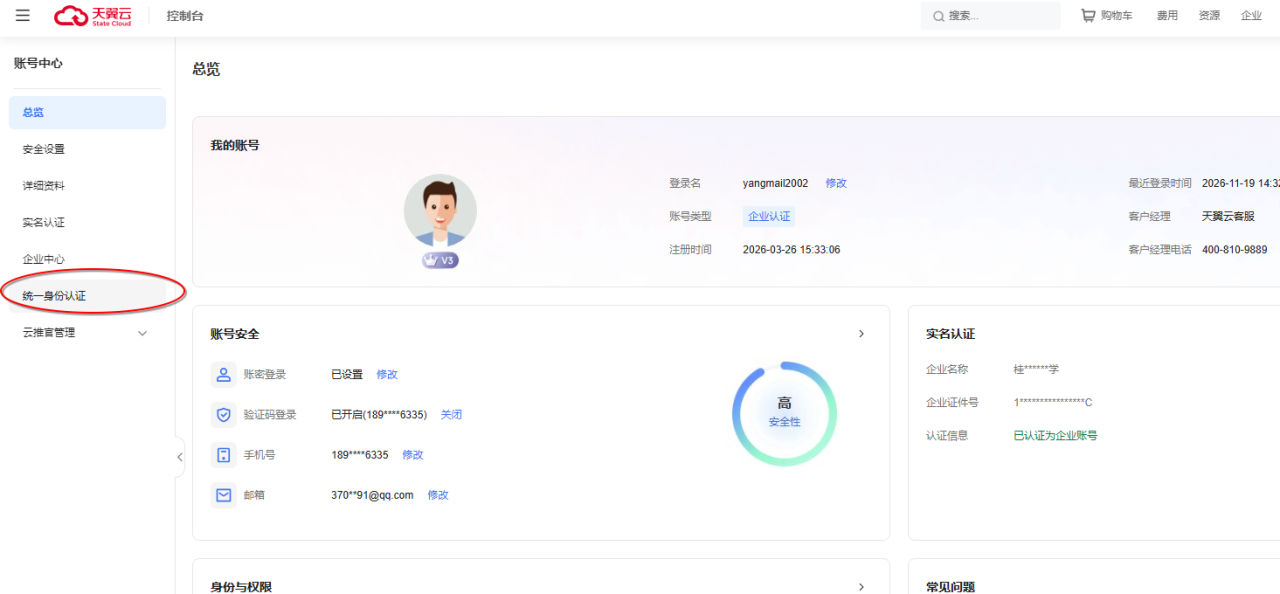 天翼云
State Cloud
控制台
搜索...
购物车
费用
资源
企业
账号中心
总览
安全设置
详细资料
实名认证
企业中心
统一身份认证
云推官管理
总览
我的账号
V3
登录名 yangmail2002 修改
账号类型 企业认证
注册时间 2026-03-26 15:33:06
最近登录时间 2026-11-19 14:32
客户经理 天翼云客服
客户经理电话 400-810-9889
账号安全
账密登录 已设置 修改
验证码登录 已开启(189****6335) 关闭
手机号 189****6335 修改
邮箱 370**91@qq.com 修改
高
安全性
实名认证
企业名称 桂******学
企业证件号 1****************C
认证信息 已认证为企业账号
身份与权限
常见问题